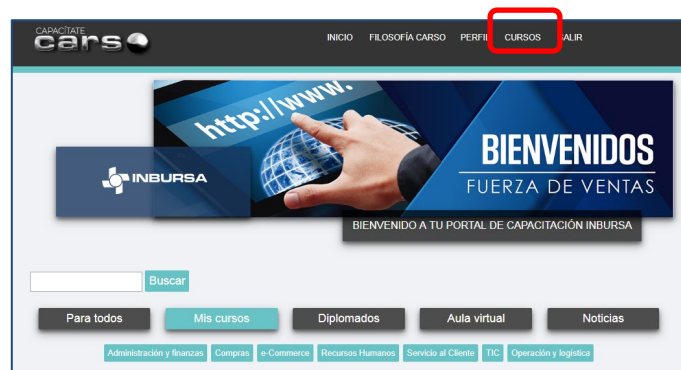 CAPACÍTATE
carso
INICIO FILOSOFÍA CARSO PERFIL CURSOS SALIR
http://www.
INBURSA
BIENVENIDOS
FUERZA DE VENTAS
BIENVENIDO A TU PORTAL DE CAPACITACIÓN INBURSA
Buscar
Para todos Mis cursos Diplomados Aula virtual Noticias
Administración y finanzas Compras e-Commerce Recursos Humanos Servicio al Cliente TIC Operación y logística